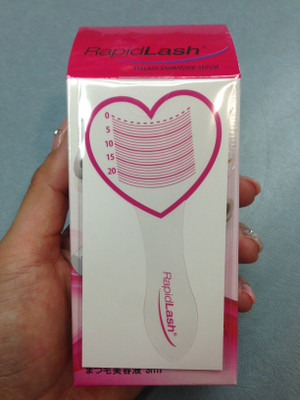 RapidLash®
EYELASH ENHANCING SERUM
0
5
10
15
20
RapidLash®
まつ毛美容液 3ml